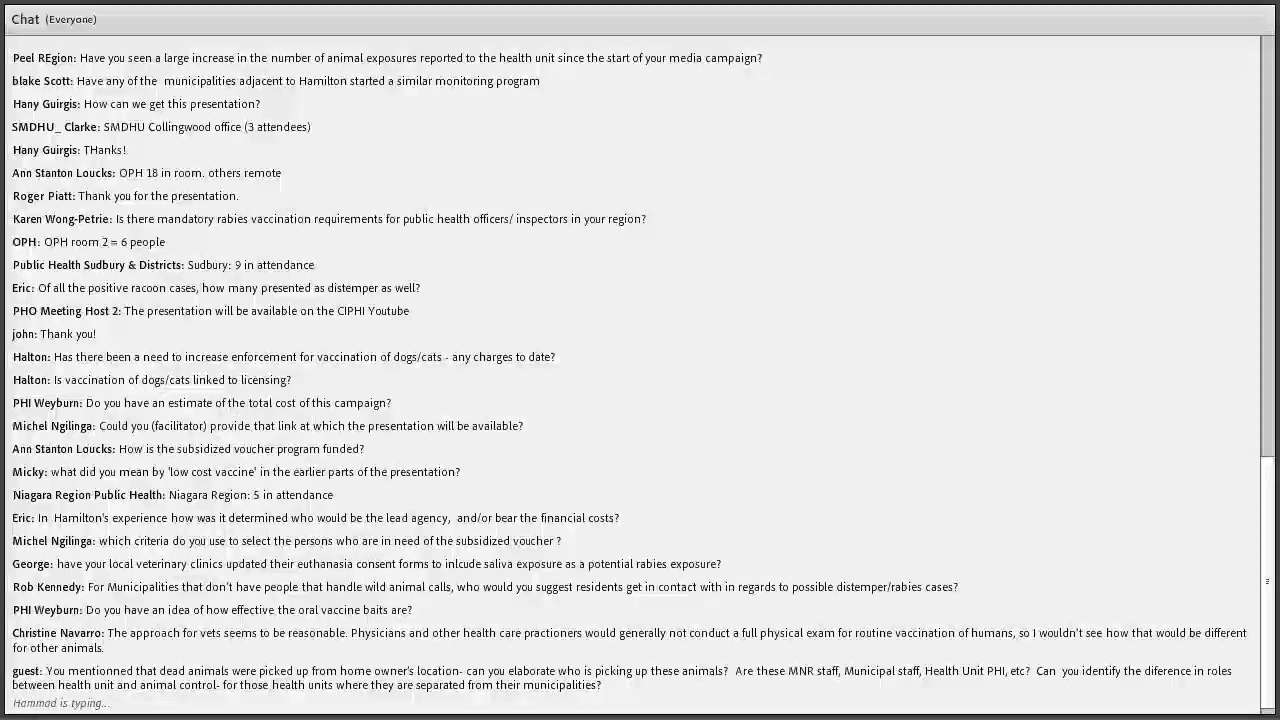 Chat (Everyone)
Peel REgion: Have you seen a large increase in the number of animal exposures reported to the health unit since the start of your media campaign?
blake Scott: Have any of the  municipalities adjacent to Hamilton started a similar monitoring program
Hany Guirgis: How can we get this presentation?
SMDHU_ Clarke: SMDHU Collingwood office (3 attendees)
Hany Guirgis: THanks!
Ann Stanton Loucks: OPH 18 in room. others remote
Roger Piatt: Thank you for the presentation.
Karen Wong-Petrie: Is there mandatory rabies vaccination requirements for public health officers/ inspectors in your region?
OPH: OPH room 2 = 6 people
Public Health Sudbury & Districts: Sudbury: 9 in attendance
Eric: Of all the positive racoon cases, how many presented as distemper as well?
PHO Meeting Host 2: The presentation will be available on the CIPHI Youtube
john: Thank you!
Halton: Has there been a need to increase enforcement for vaccination of dogs/cats - any charges to date?
Halton: Is vaccination of dogs/cats linked to licensing?
PHI Weyburn: Do you have an estimate of the total cost of this campaign?
Michel Ngilinga: Could you (facilitator) provide that link at which the presentation will be available?
Ann Stanton Loucks: How is the subsidized voucher program funded?
Micky: what did you mean by 'low cost vaccine' in the earlier parts of the presentation?
Niagara Region Public Health: Niagara Region: 5 in attendance
Eric: In  Hamilton's experience how was it determined who would be the lead agency,  and/or bear the financial costs?
Michel Ngilinga: which criteria do you use to select the persons who are in need of the subsidized voucher ?
George: have your local veterinary clinics updated their euthanasia consent forms to inlcude saliva exposure as a potential rabies exposure?
Rob Kennedy: For Municipalities that don't have people that handle wild animal calls, who would you suggest residents get in contact with in regards to possible distemper/rabies cases?
PHI Weyburn: Do you have an idea of how effective the oral vaccine baits are?
Christine Navarro: The approach for vets seems to be reasonable. Physicians and other health care practioners would generally not conduct a full physical exam for routine vaccination of humans, so I wouldn't see how that would be different
for other animals.
guest: You mentionned that dead animals were picked up from home owner's location- can you elaborate who is picking up these animals?  Are these MNR staff, Municipal staff, Health Unit PHI, etc?  Can  you identify the diference in roles
between health unit and animal control- for those health units where they are separated from their municipalities?
Hammad is typing...